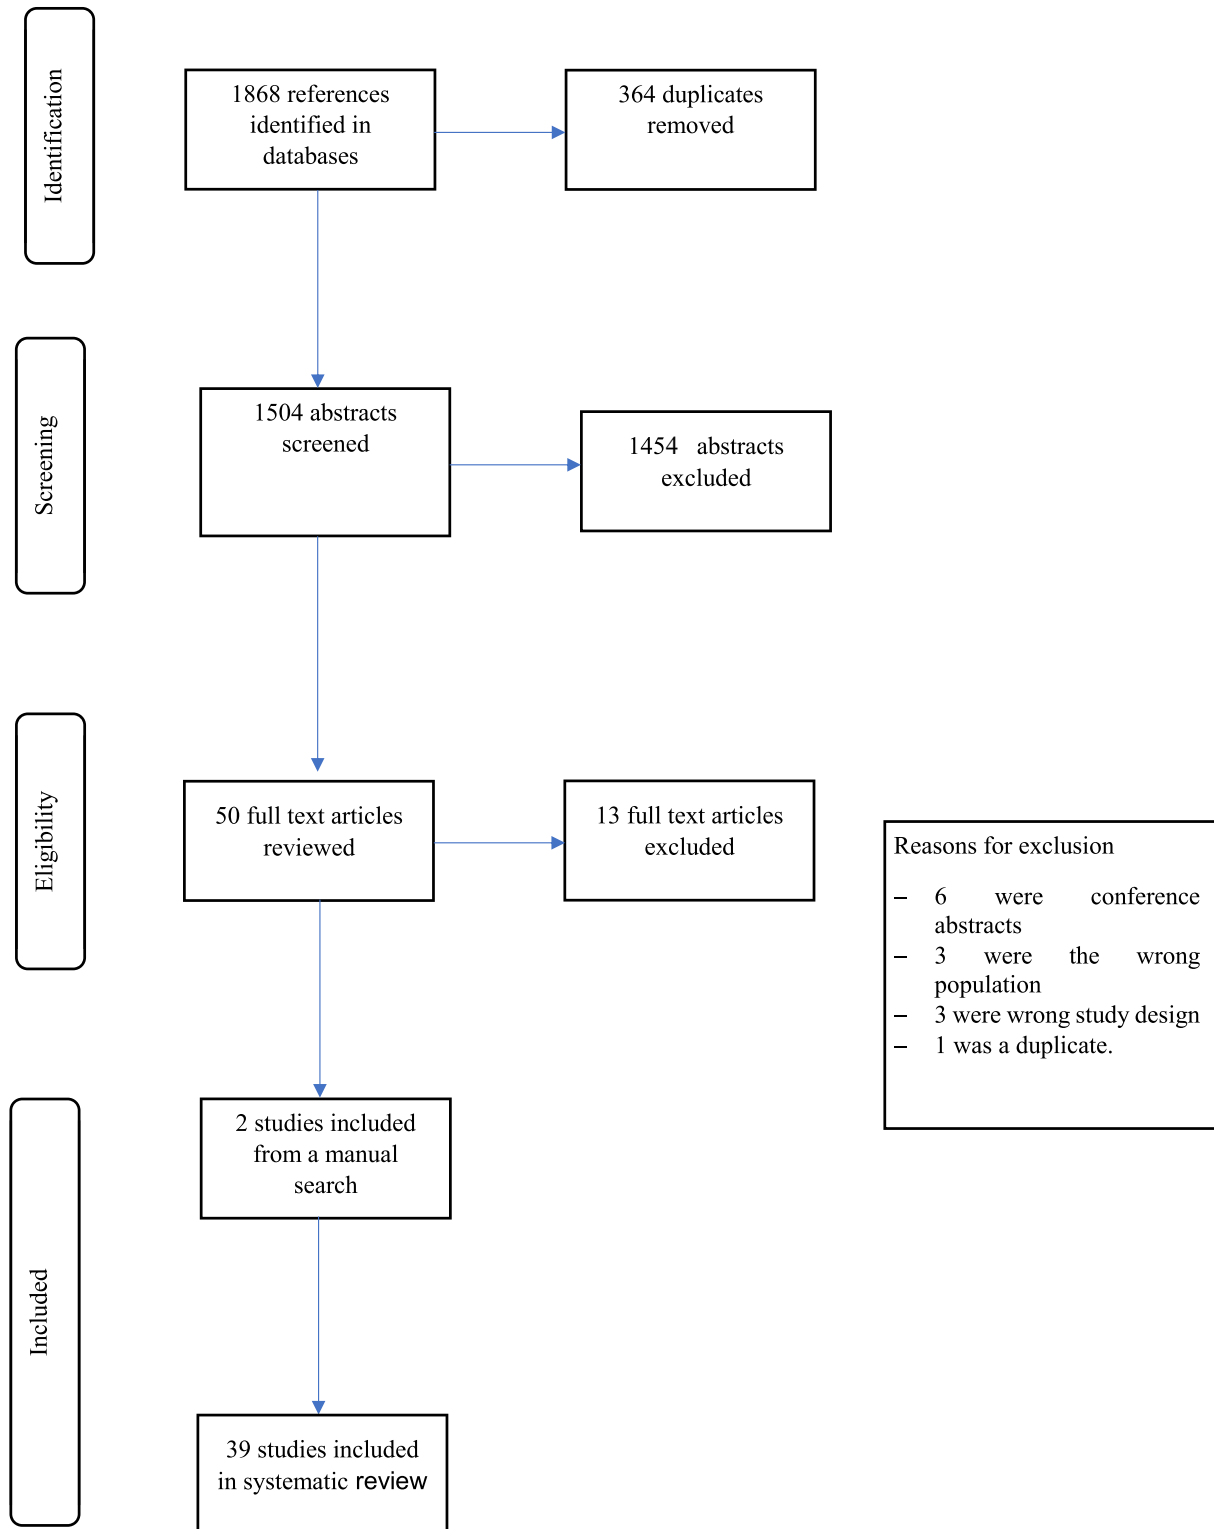 Identification
1868 references
identified in
databases
364 duplicates
removed
Screening
1504 abstracts
screened
1454 abstracts
excluded
Eligibility
50 full text articles
reviewed
13 full text articles
excluded
Reasons for exclusion
– 6 were conference
abstracts
– 3 were the wrong
population
– 3 were wrong study design
– 1 was a duplicate.
Included
2 studies included
from a manual
search
39 studies included
in systematic review